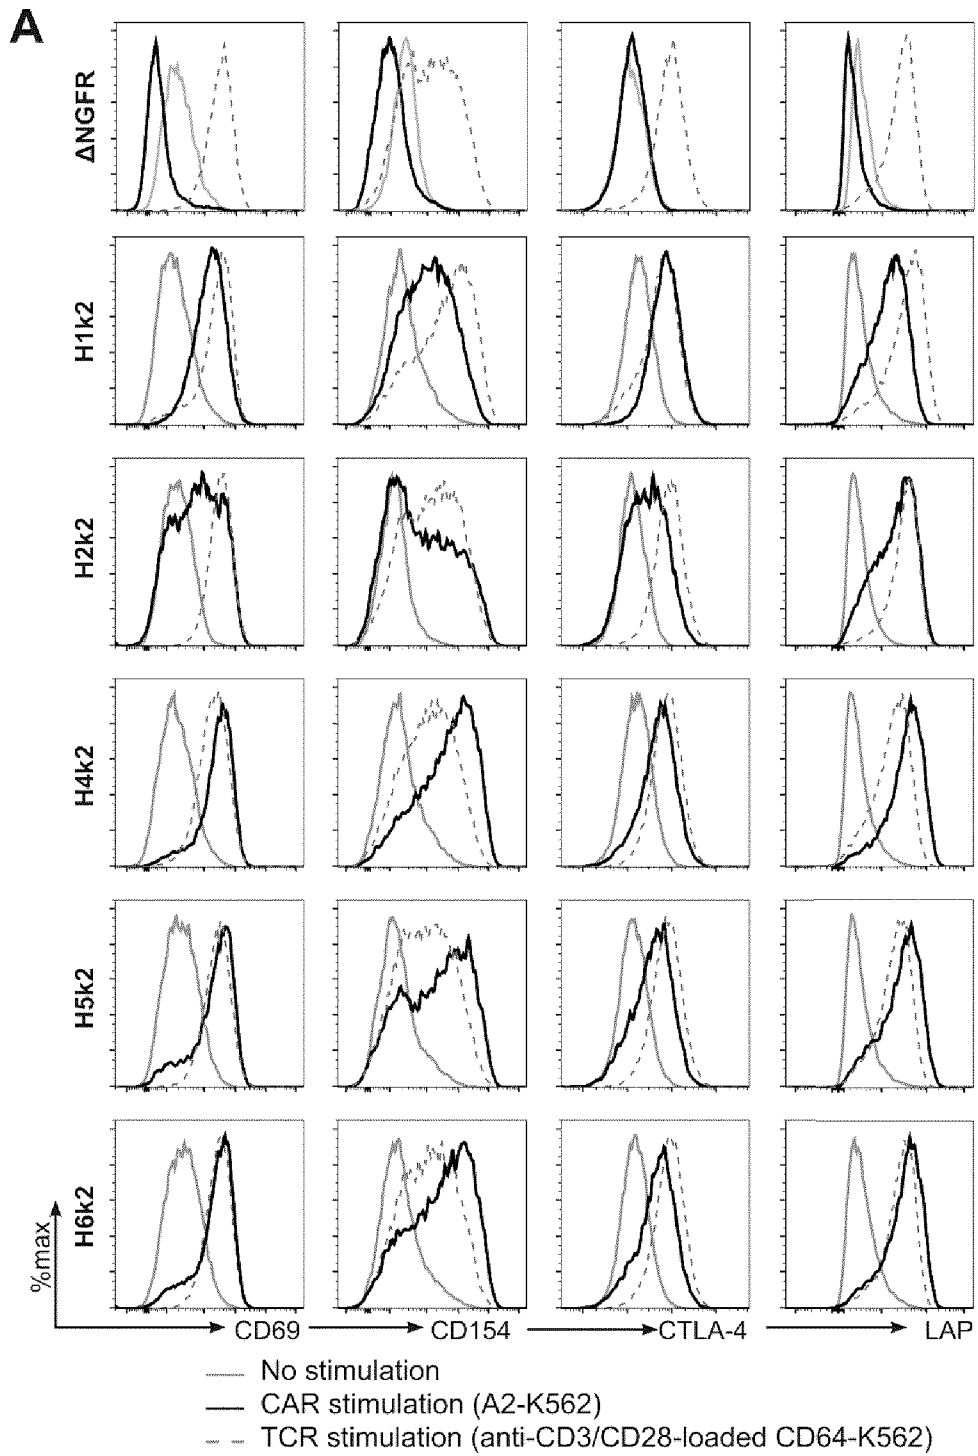 A
ΔNGFR
H1k2
H2k2
H4k2
H5k2
H6k2
%max
CD69
CD154
CTLA-4
LAP
No stimulation
CAR stimulation (A2-K562)
TCR stimulation (anti-CD3/CD28-loaded CD64-K562)